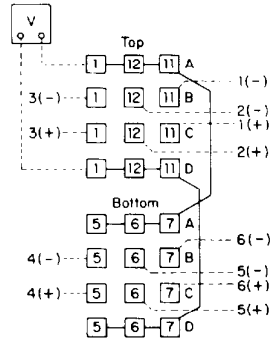 V
Top
1 12 11 A
3(-) 1 12 11 B 1(-)
2(-)
3(+) 1 12 11 C 1(+)
2(+)
1 12 11 D
Bottom
5 6 7 A
4(-) 5 6 7 B 6(-)
5(-)
4(+) 5 6 7 C 6(+)
5(+)
5 6 7 D